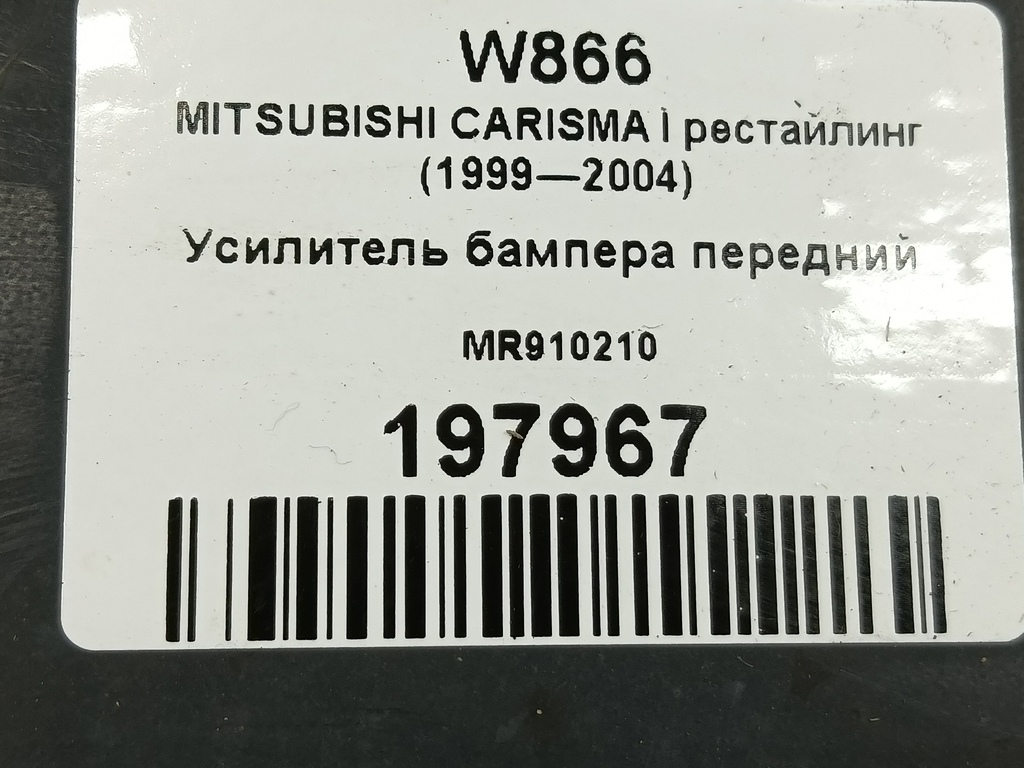 W866
MITSUBISHI CARISMA I рестайлинг
(1999—2004)
Усилитель бампера передний
MR910210
197967